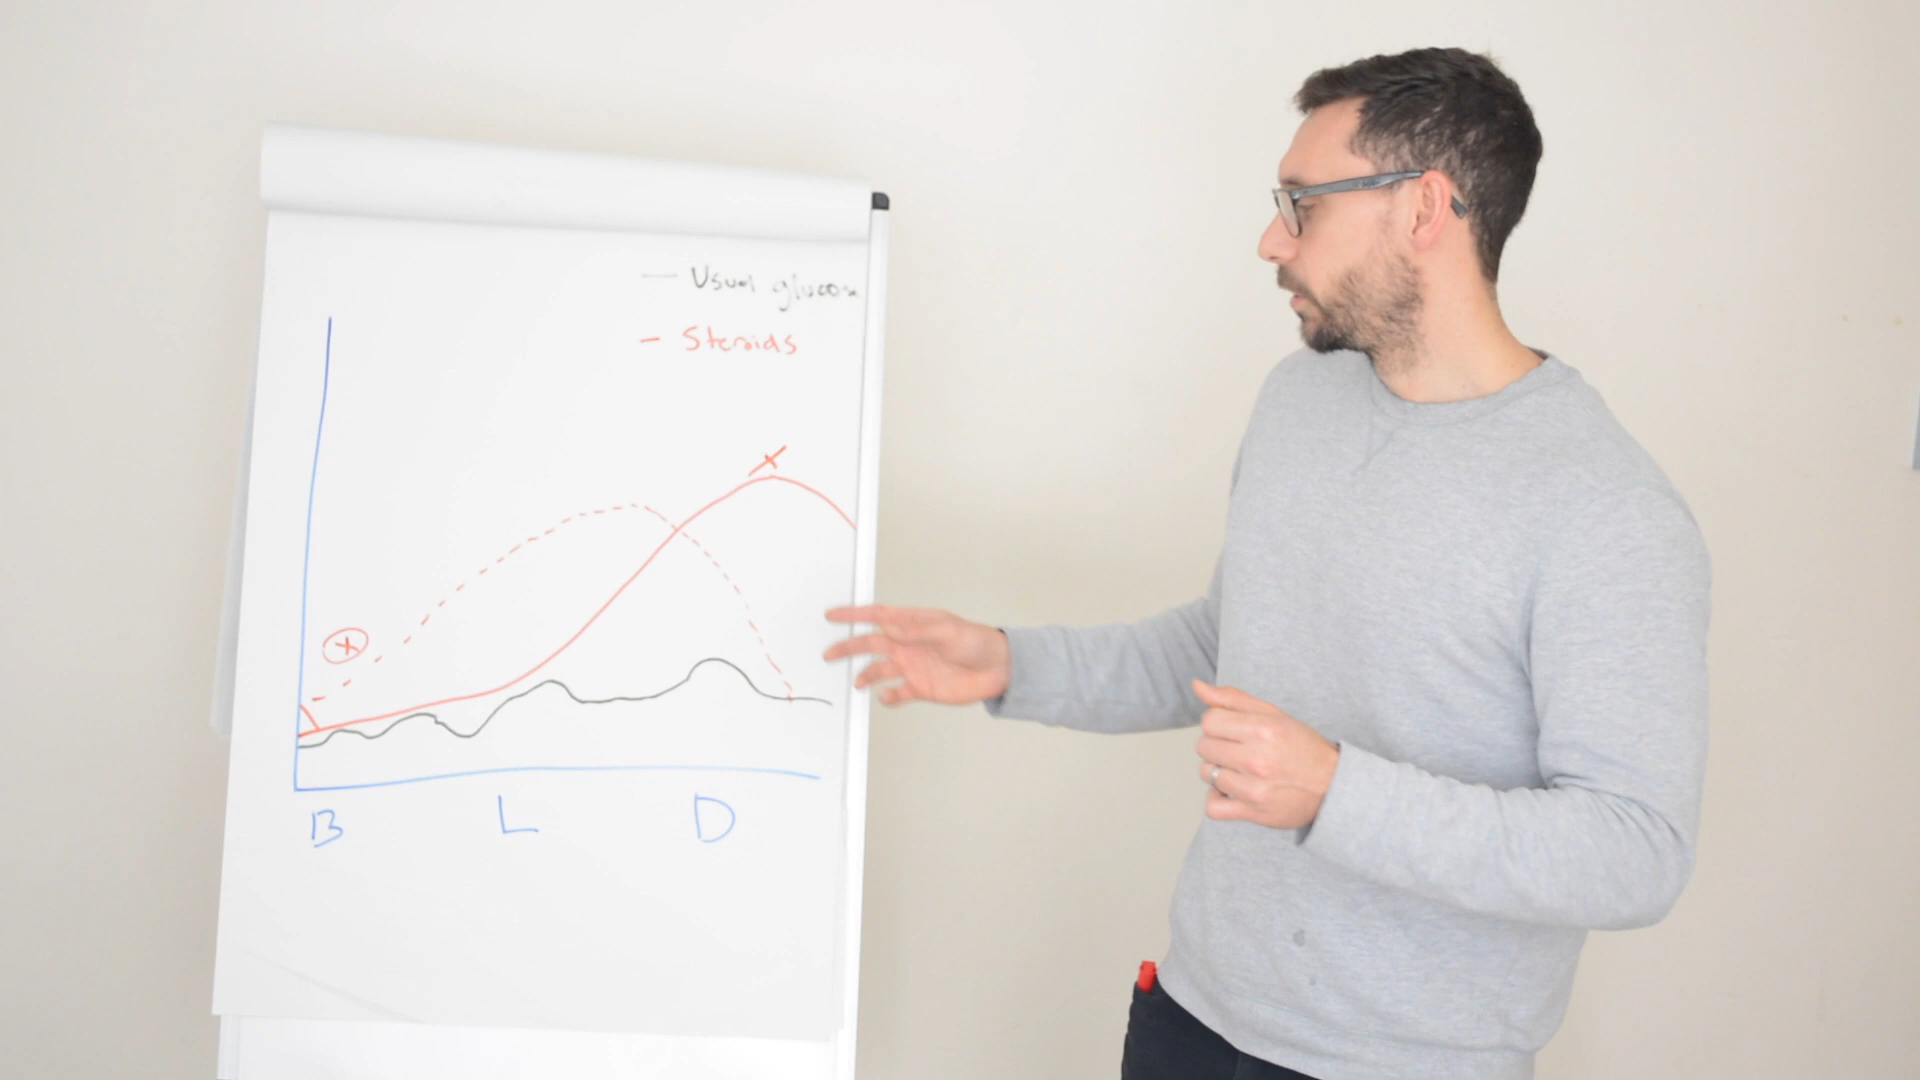 — Usual glucose
- Steroids
x
x
B L D